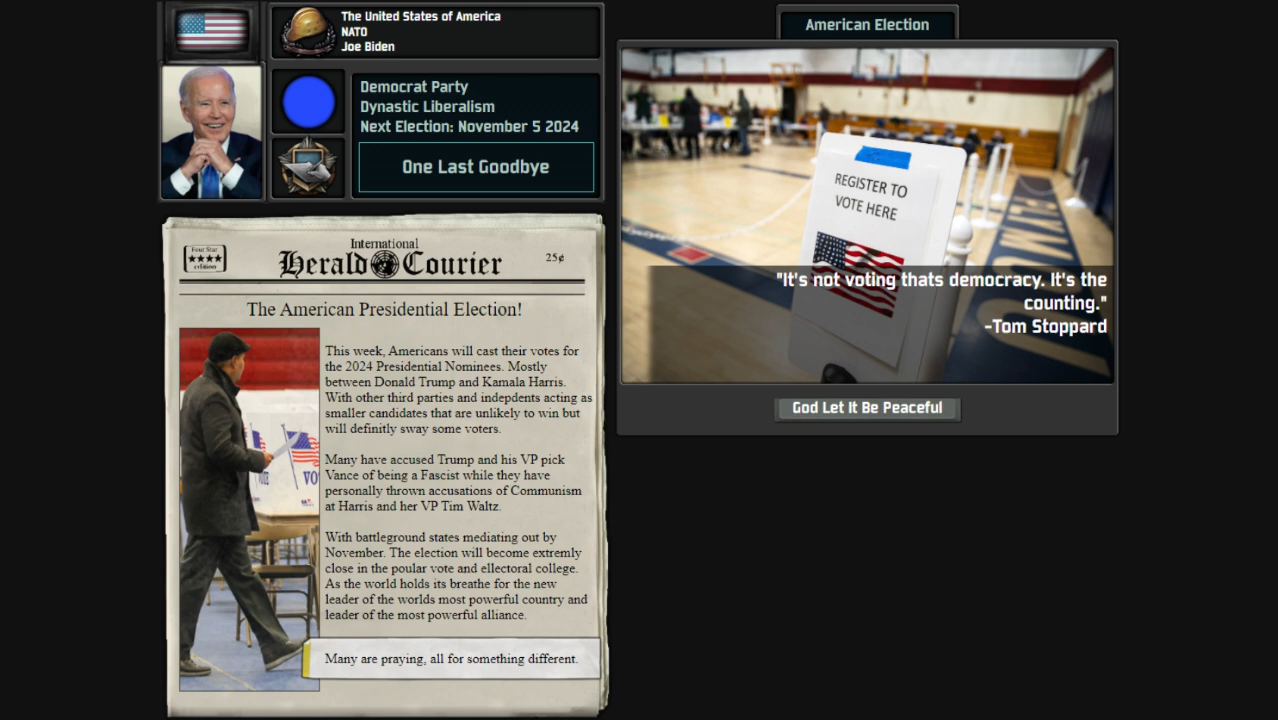 The United States of America
NATO
Joe Biden
Democrat Party
Dynastic Liberalism
Next Election: November 5 2024
One Last Goodbye
Four Star
★★★★
edition
International
Herald Courier
25¢
The American Presidential Election!
This week, Americans will cast their votes for
the 2024 Presidential Nominees. Mostly
between Donald Trump and Kamala Harris.
With other third parties and indepdents acting as
smaller candidates that are unlikely to win but
will definitly sway some voters.
Many have accused Trump and his VP pick
Vance of being a Fascist while they have
personally thrown accusations of Communism
at Harris and her VP Tim Waltz.
With battleground states mediating out by
November. The election will become extremly
close in the poular vote and ellectoral college.
As the world holds its breathe for the new
leader of the worlds most powerful country and
leader of the most powerful alliance.
Many are praying, all for something different.
VOTE
VO
American Election
REGISTER TO
VOTE HERE
"It's not voting thats democracy. It's the
counting."
-Tom Stoppard
God Let It Be Peaceful